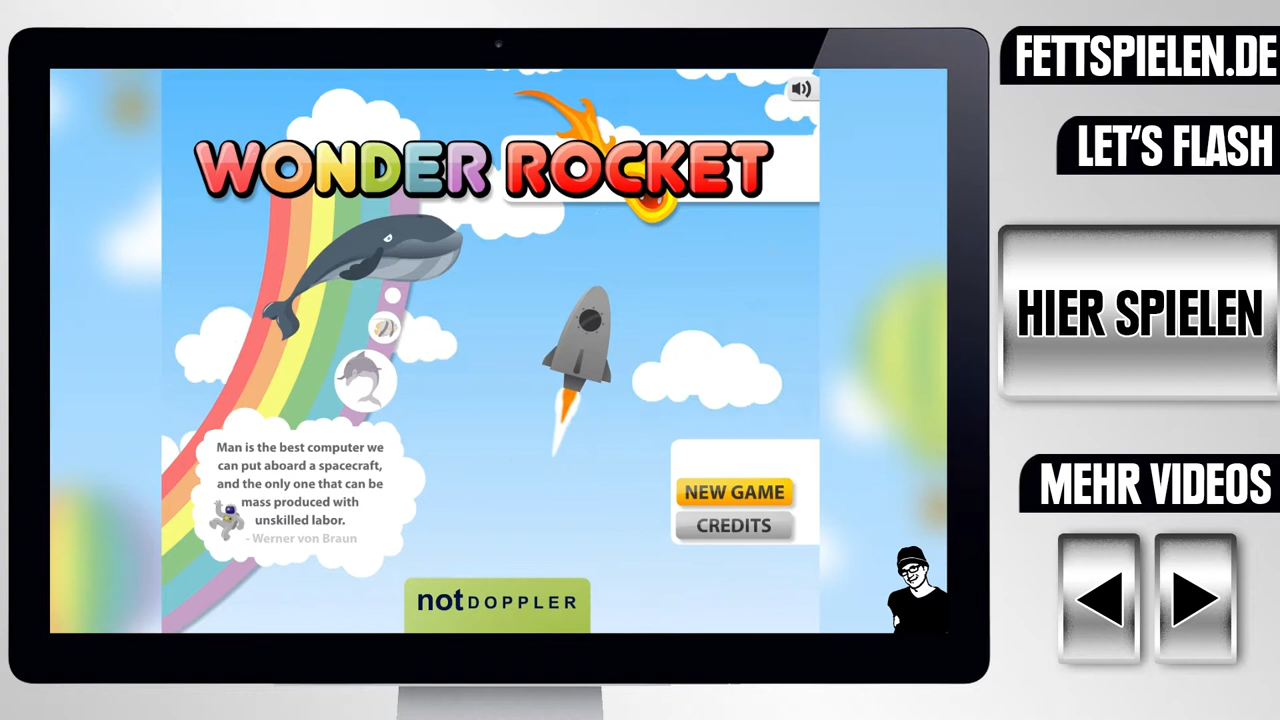 FETTSPIELEN.DE
LET'S FLASH
WONDER ROCKET
HIER SPIELEN
Man is the best computer we
can put aboard a spacecraft,
and the only one that can be
mass produced with
unskilled labor.
- Werner von Braun
NEW GAME
CREDITS
MEHR VIDEOS
notDOPPLER